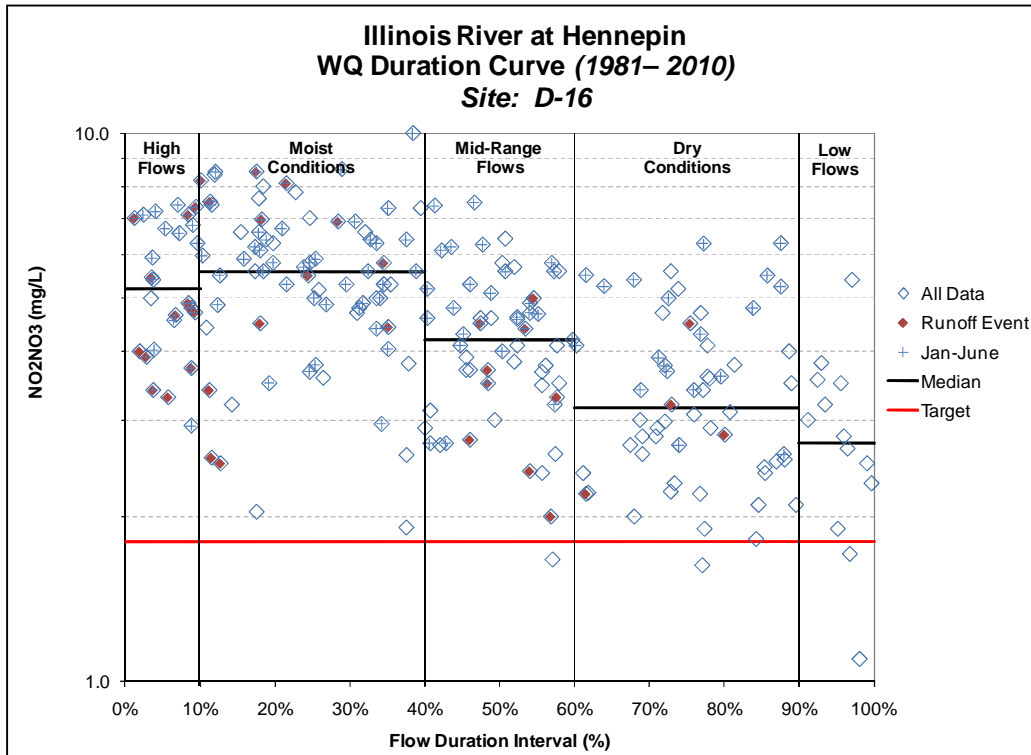 Illinois River at Hennepin
WQ Duration Curve (1981– 2010)
Site: D-16
NO2NO3 (mg/L)
10.0
1.0
High
Flows
Moist
Conditions
Mid-Range
Flows
Dry
Conditions
Low
Flows
All Data
Runoff Event
Jan-June
Median
Target
0% 10% 20% 30% 40% 50% 60% 70% 80% 90% 100%
Flow Duration Interval (%)